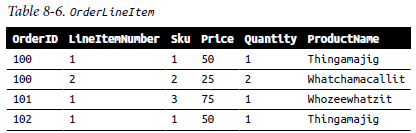 Table 8-6. OrderLineItem
OrderID LineItemNumber Sku Price Quantity ProductName
100 1 1 50 1 Thingamajig
100 2 2 25 2 Whatchamacallit
101 1 3 75 1 Whozeewhatzit
102 1 1 50 1 Thingamajig